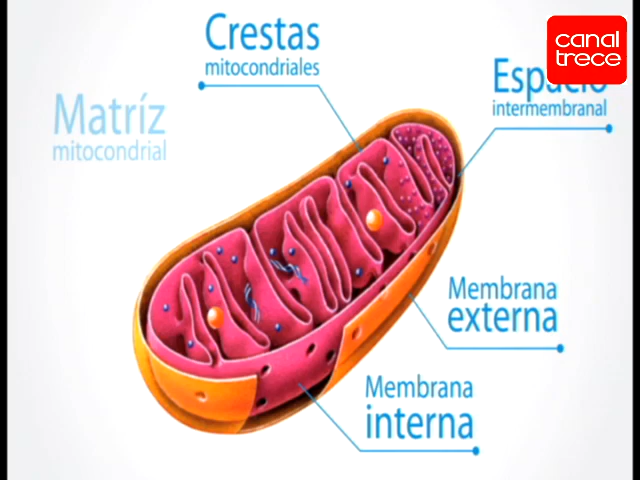 Crestas
mitocondriales
canal
trece
Espacio
intermembranal
Matríz
mitocondrial
Membrana
externa
Membrana
interna